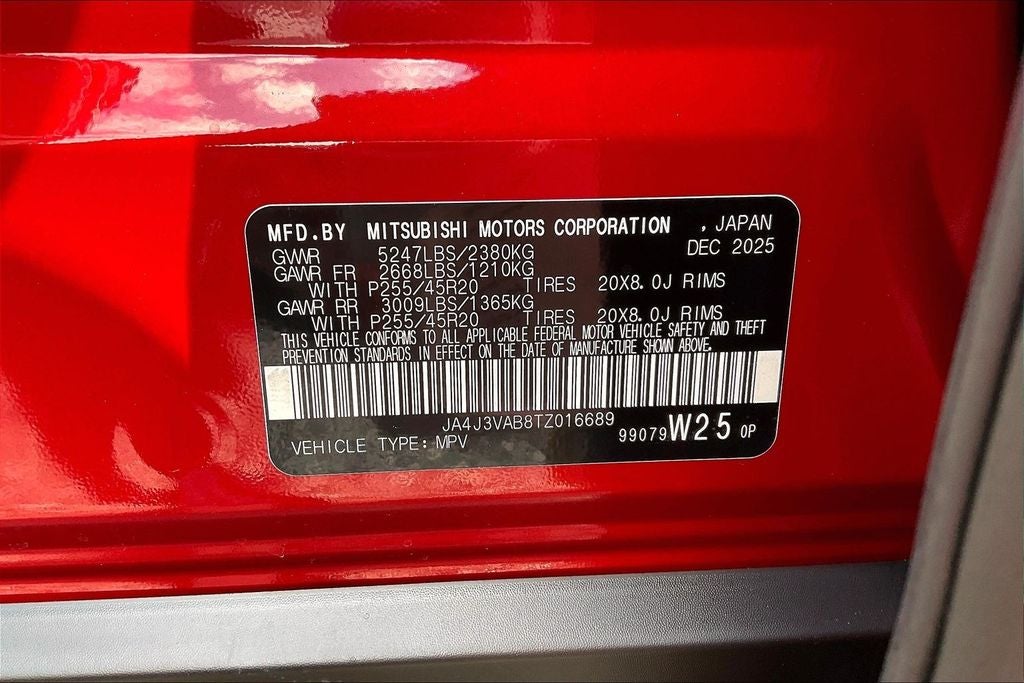 MFD.BY MITSUBISHI MOTORS CORPORATION , JAPAN
DEC 2025
GVWR 5247LBS/2380KG
GAWR FR 2668LBS/1210KG
WITH P255/45R20 TIRES 20X8.0J RIMS
GAWR RR 3009LBS/1365KG
WITH P255/45R20 TIRES 20X8.0J RIMS
THIS VEHICLE CONFORMS TO ALL APPLICABLE FEDERAL MOTOR VEHICLE SAFETY AND THEFT
PREVENTION STANDARDS IN EFFECT ON THE DATE OF MANUFACTURE SHOWN ABOVE.
JA4J3VAB8TZ016689
VEHICLE TYPE: MPV 99079 W25 OP